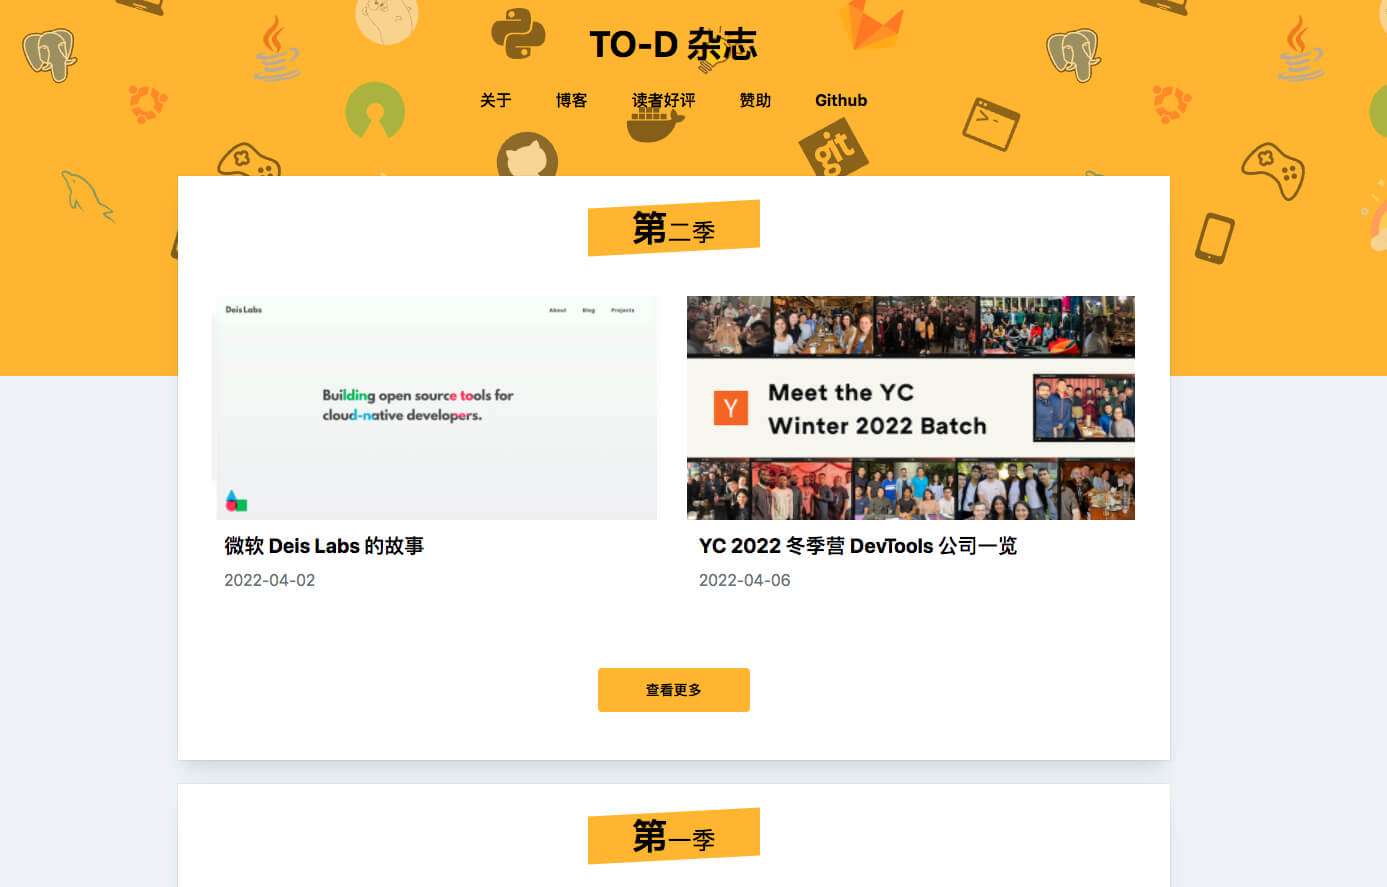 TO-D 杂志
关于 博客 读者好评 赞助 Github
git
第二季
Deis Labs About Blog Projects
Building open source tools for
cloud-native developers.
Y
Meet the YC
Winter 2022 Batch
微软 Deis Labs 的故事
2022-04-02
YC 2022 冬季营 DevTools 公司一览
2022-04-06
查看更多
第一季